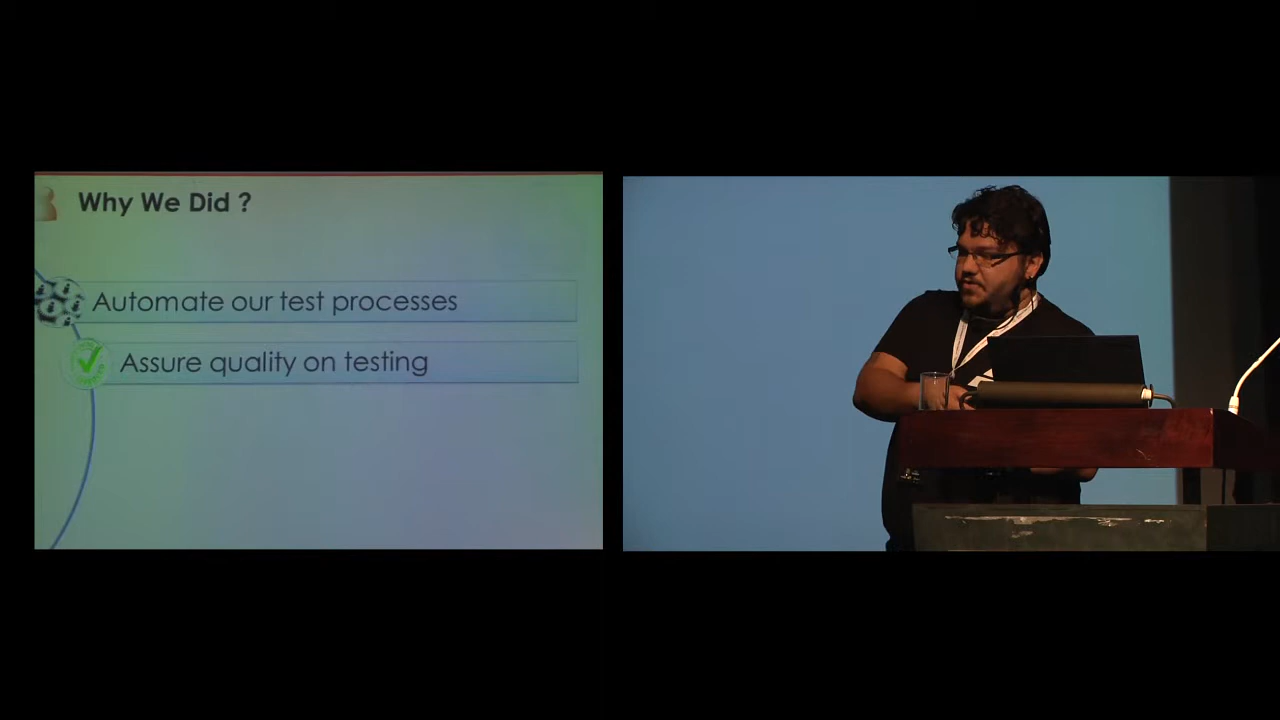 Why We Did ?
Automate our test processes
Assure quality on testing